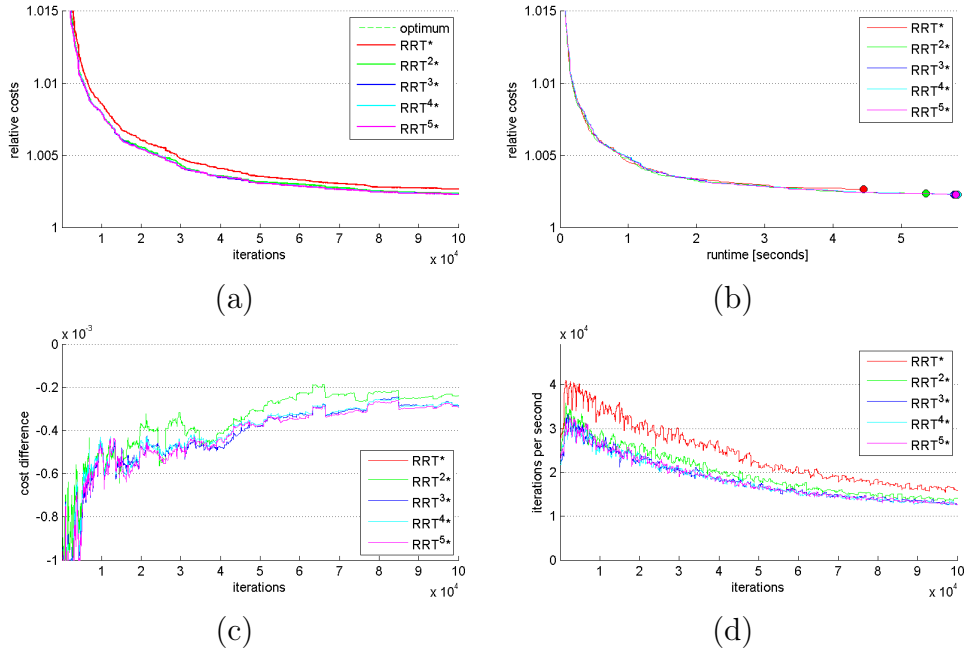 1.015
1.01
1.005
1
relative costs
optimum
RRT*
RRT2*
RRT3*
RRT4*
RRT5*
1 2 3 4 5 6 7 8 9 10
iterations
x 10^4
(a)
1.015
1.01
1.005
1
relative costs
RRT*
RRT2*
RRT3*
RRT4*
RRT5*
0 1 2 3 4 5
runtime [seconds]
(b)
x 10^-3
0
-0.2
-0.4
-0.6
-0.8
-1
cost difference
RRT*
RRT2*
RRT3*
RRT4*
RRT5*
1 2 3 4 5 6 7 8 9 10
iterations
x 10^4
(c)
x 10^4
4
3
2
1
0
iterations per second
RRT*
RRT2*
RRT3*
RRT4*
RRT5*
1 2 3 4 5 6 7 8 9 10
iterations
x 10^4
(d)